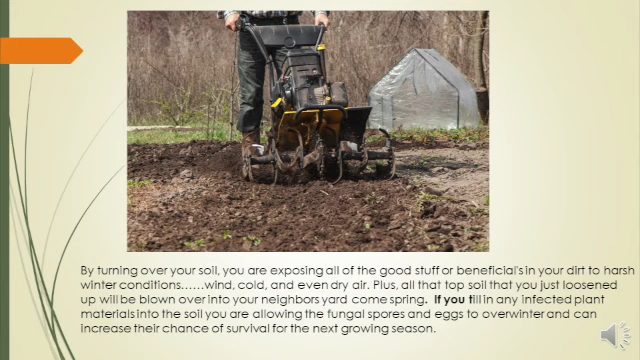 By turning over your soil, you are exposing all of the good stuff or beneficial's in your dirt to harsh
winter conditions……wind, cold, and even dry air. Plus, all that top soil that you just loosened
up will be blown over into your neighbors yard come spring. If you till in any infected plant
materials into the soil you are allowing the fungal spores and eggs to overwinter and can
increase their chance of survival for the next growing season.